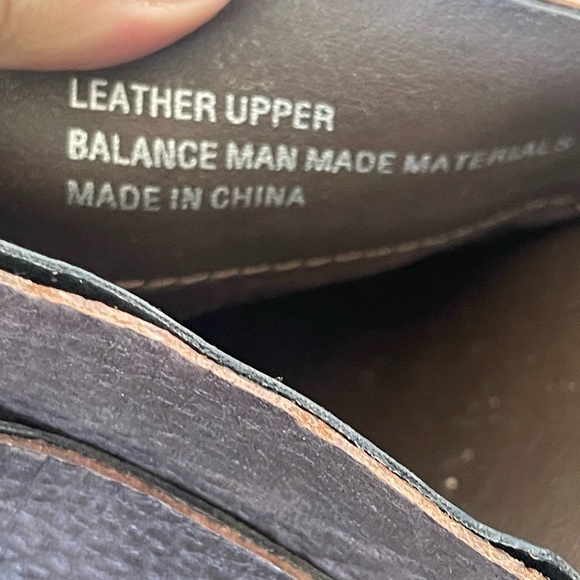 LEATHER UPPER
BALANCE MAN MADE MATERIALS
MADE IN CHINA